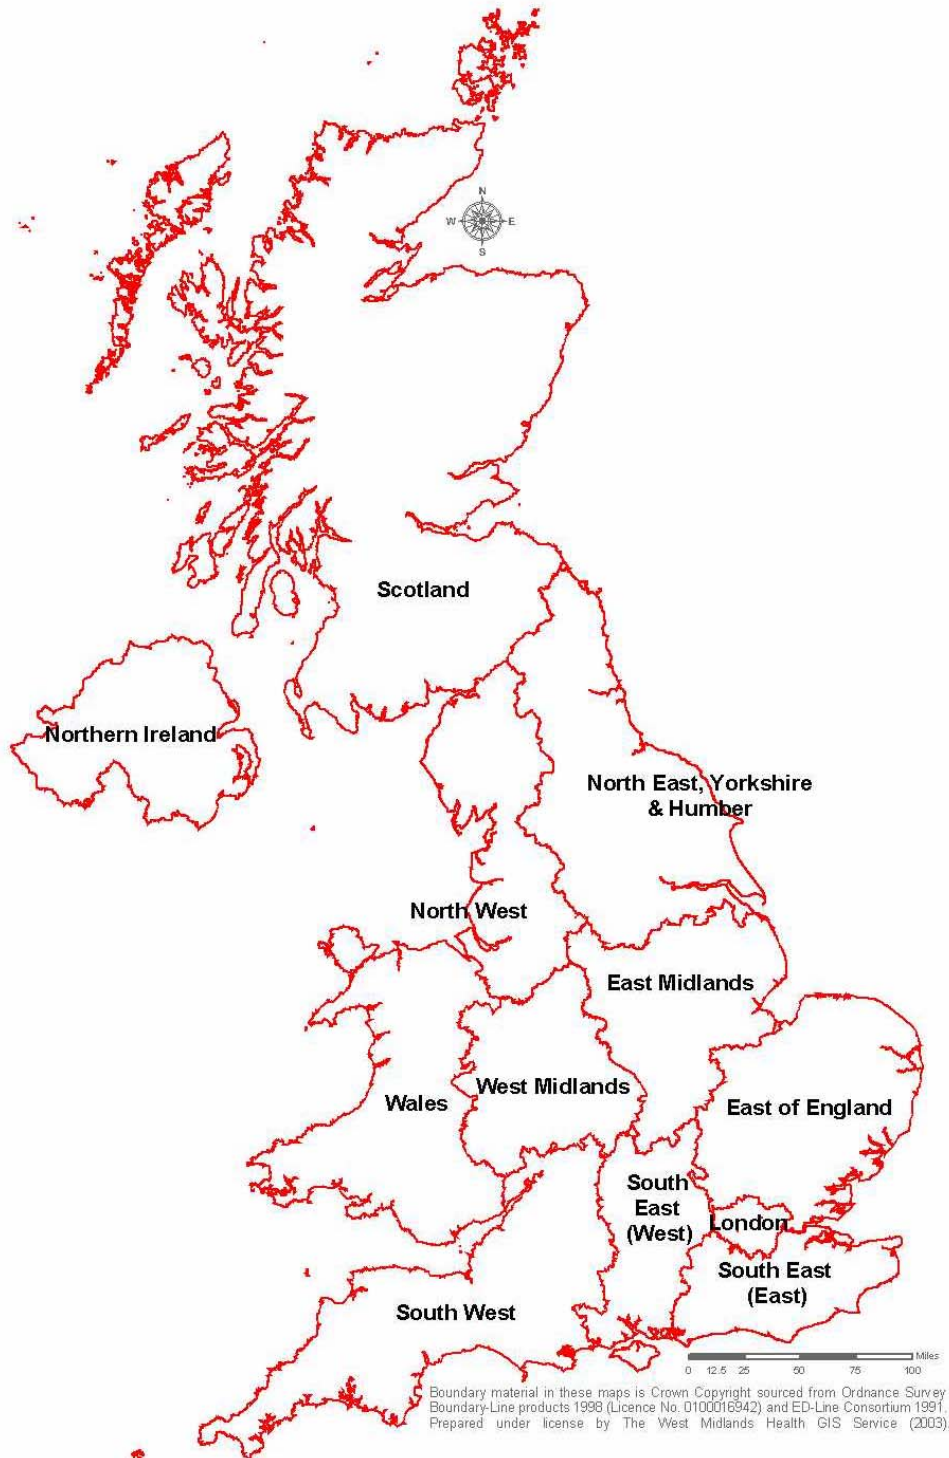 N
W E
S
Scotland
Northern Ireland
North East, Yorkshire
& Humber
North West
East Midlands
West Midlands
Wales
East of England
South
East
(West)
London
South East
(East)
South West
Miles
0 12.5 25 50 75 100
Boundary material in these maps is Crown Copyright sourced from Ordnance Survey
Boundary-Line products 1998 (Licence No. 0100016942) and ED-Line Consortium 1991.
Prepared under license by The West Midlands Health GIS Service (2003).